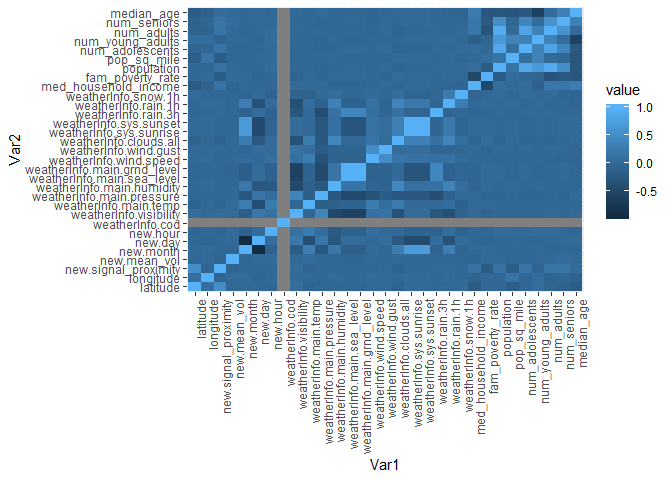 median_age
num_seniors
num_adults
num_young_adults
num_adolescents
pop_sq_mile
population
fam_poverty_rate
med_household_income
weatherInfo.snow.1h
weatherInfo.rain.1h
weatherInfo.rain.3h
weatherInfo.sys.sunset
weatherInfo.sys.sunrise
weatherInfo.clouds.all
weatherInfo.wind.gust
weatherInfo.wind.speed
weatherInfo.main.grnd_level
weatherInfo.main.sea_level
weatherInfo.main.humidity
weatherInfo.main.pressure
weatherInfo.main.temp
weatherInfo.visibility
weatherInfo.cod
new.hour
new.day
new.month
new.mean_vol
new.signal_proximity
longitude
latitude
Var2
latitude
longitude
new.signal_proximity
new.mean_vol
new.month
new.day
new.hour
weatherInfo.cod
weatherInfo.visibility
weatherInfo.main.temp
weatherInfo.main.pressure
weatherInfo.main.humidity
weatherInfo.main.sea_level
weatherInfo.main.grnd_level
weatherInfo.wind.speed
weatherInfo.wind.gust
weatherInfo.clouds.all
weatherInfo.sys.sunrise
weatherInfo.sys.sunset
weatherInfo.rain.3h
weatherInfo.rain.1h
weatherInfo.snow.1h
med_household_income
fam_poverty_rate
population
pop_sq_mile
num_adolescents
num_young_adults
num_adults
num_seniors
median_age
Var1
value
1.0
0.5
0.0
-0.5